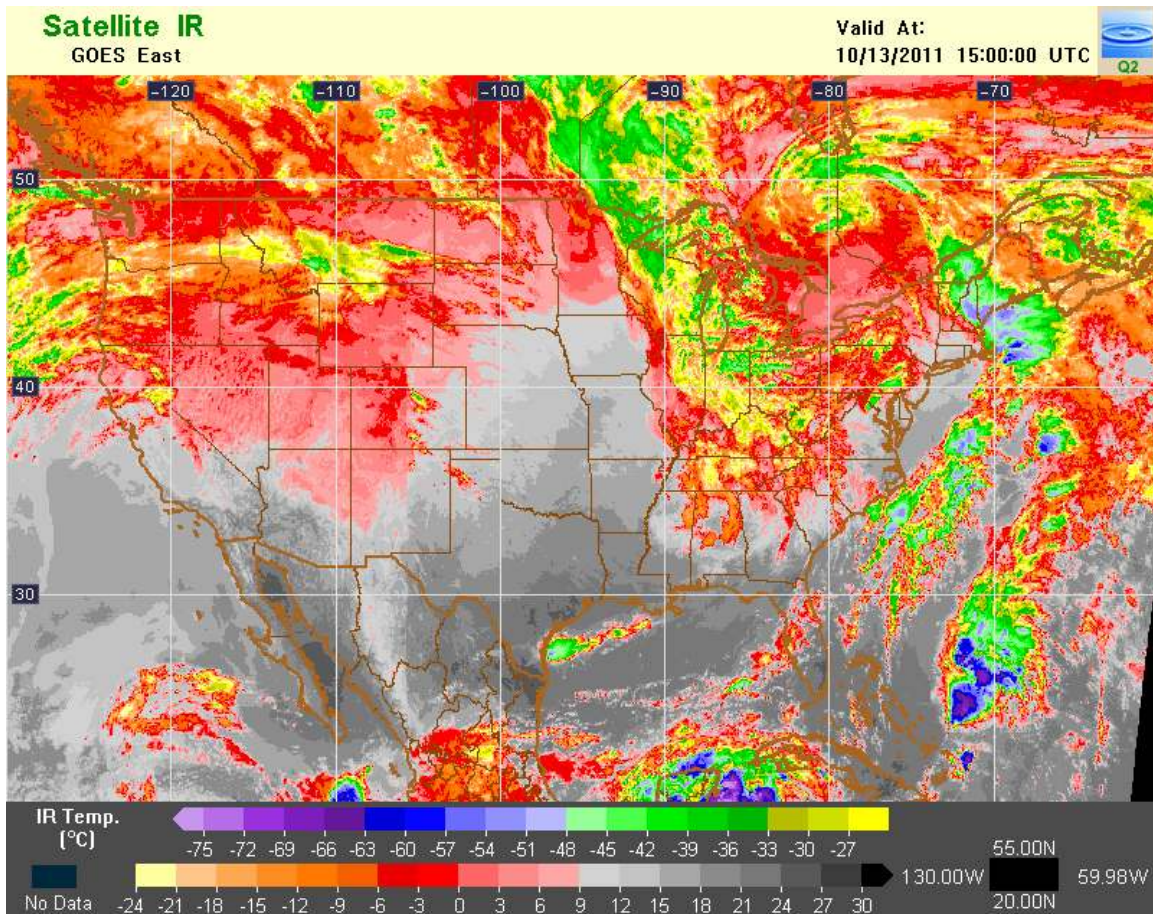 Satellite IR
GOES East
Valid At:
10/13/2011 15:00:00 UTC
Q2
-120 -110 -100 -90 -80 -70
50
40
30
IR Temp.
(°C)
-75 -72 -69 -66 -63 -60 -57 -54 -51 -48 -45 -42 -39 -36 -33 -30 -27
No Data
-24 -21 -18 -15 -12 -9 -6 -3 0 3 6 9 12 15 18 21 24 27 30
55.00N
130.00W 59.98W
20.00N